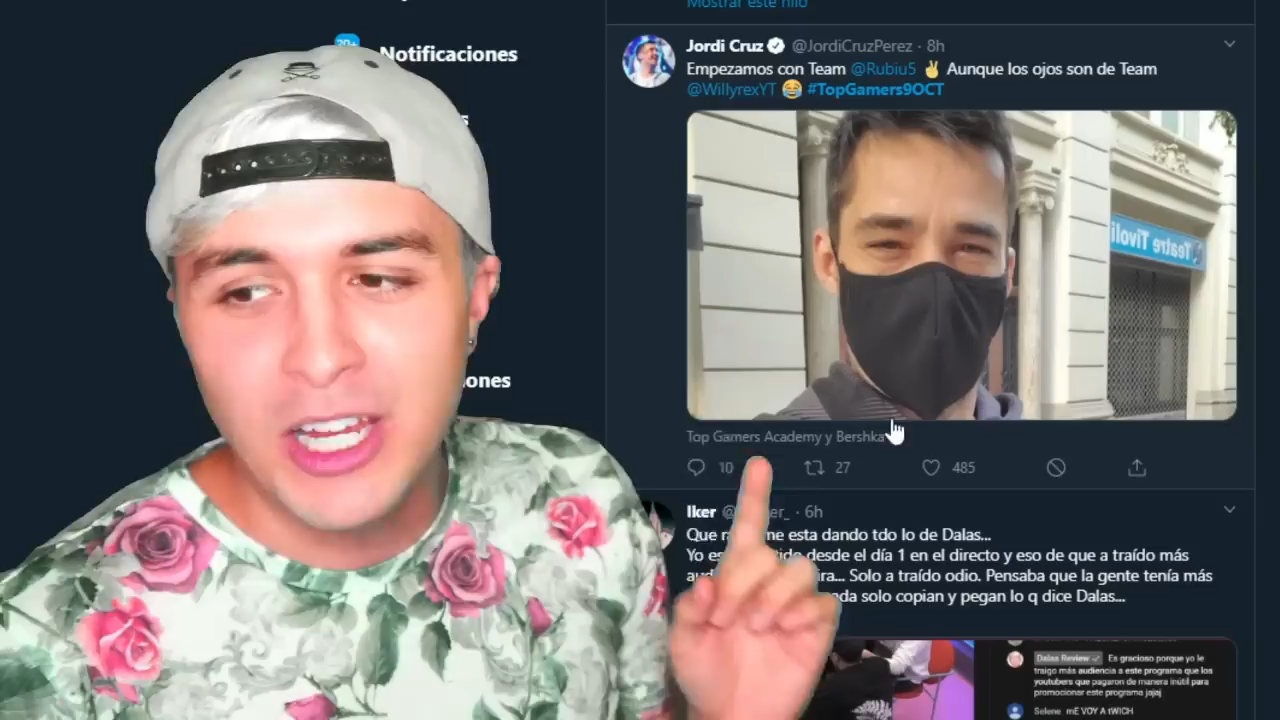 Mostrar este hilo
20+
Notificaciones
Jordi Cruz @JordiCruzPerez · 8h
Empezamos con Team @Rubiu5 ✌ Aunque los ojos son de Team
@WillyrexYT 😂 #TopGamers9OCT
Teatre Tivoli
ones
Top Gamers Academy y Bershka
10 27 485
Iker · 6h
Que me esta dando tdo lo de Dalas...
Yo desde el día 1 en el directo y eso de que a traído más
Solo a traído odio. Pensaba que la gente tenía más
solo copian y pegan lo q dice Dalas...
Dalas Review ✓ Es gracioso porque yo le
traigo más audiencia a este programa que los
youtubers que pagaron de manera inútil para
promocionar este programa jajaj
Selene mE VOY A tWICH